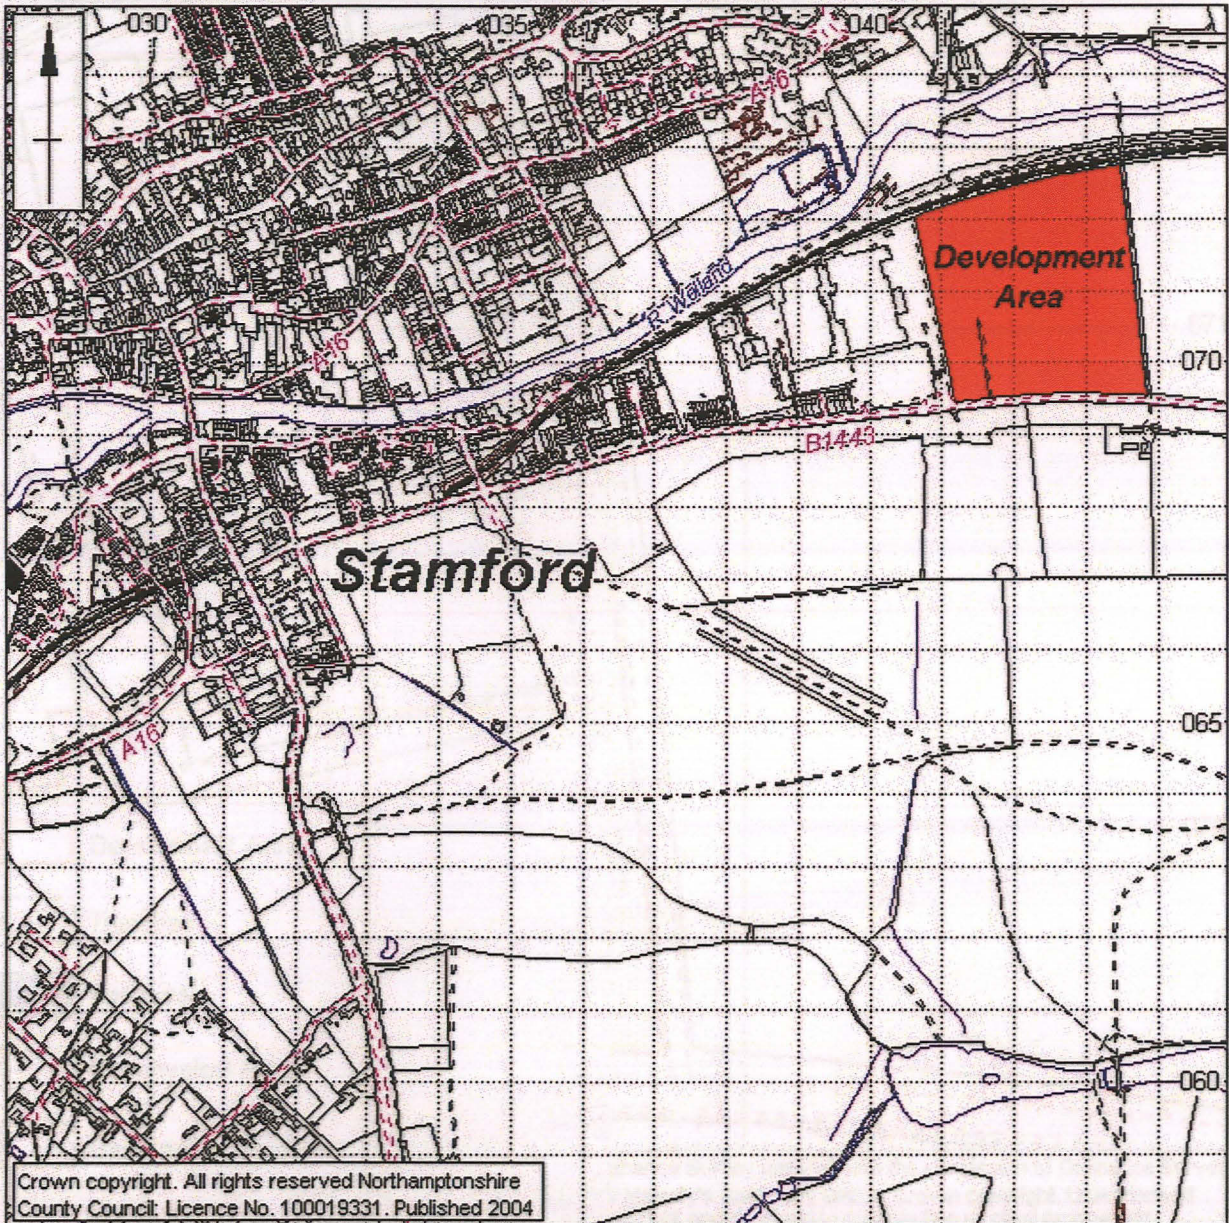 030
035
040
A16
Development
Area
R. Welland
A16
070
B1443
Stamford
065
A16
060
Crown copyright. All rights reserved Northamptonshire
County Council: Licence No. 100019331. Published 2004